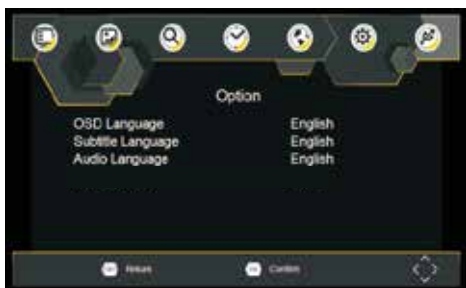 Option
OSD Language English
Subtitle Language English
Audio Language English
Return Confirm